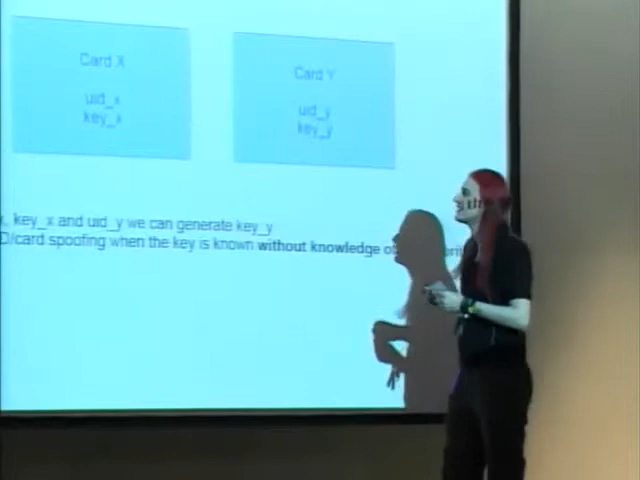 Card X
uid_x
key_x
Card Y
uid_y
key_y
key_x and uid_y we can generate key_y
/card spoofing when the key is known without knowledge